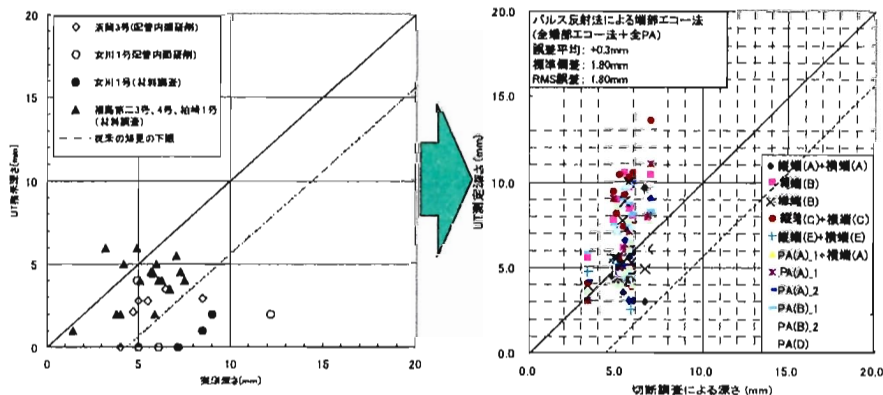 浜岡3号(配管内面研削)
女川1号(配管内面研削)
女川1号(材料調査)
福島第二3号、4号、柏崎1号
(材料調査)
従来の知見の下限
20
15
10
5
0
0
5
10
15
20
実測深さ(mm)
パルス反射法による端部エコー法
(全端部エコー法+全PA)
誤差平均: +0.3mm
標準偏差: 1.80mm
RMS誤差: 1.80mm
UT測定深さ(mm)
20.0
15.0
10.0
5.0
0.0
縦端(A)+横端(A)
縦端(B)
横端(B)
縦端(C)+横端(C)
縦端(E)+横端(E)
PA(A)_1+横端(A)
PA(A)_1
PA(A)_2
PA(B)_1
PA(B)_2
PA(D)
0.0
5.0
10.0
15.0
20.0
切断調査による深さ(mm)